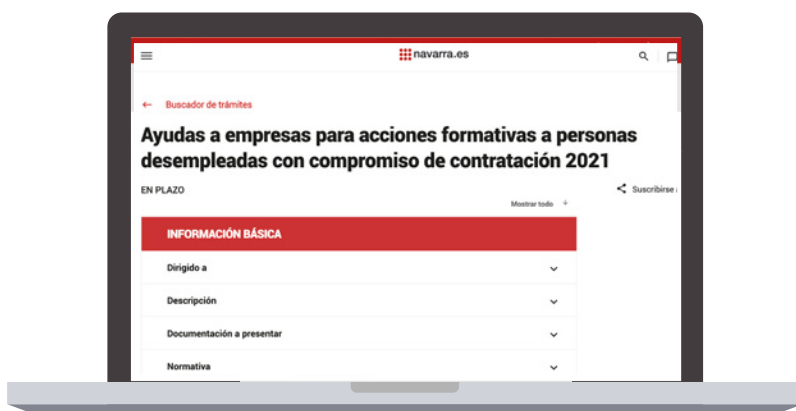 navarra.es
← Buscador de trámites
Ayudas a empresas para acciones formativas a personas
desempleadas con compromiso de contratación 2021
EN PLAZO
Suscribirse
Mostrar todo
INFORMACIÓN BÁSICA
Dirigido a
Descripción
Documentación a presentar
Normativa